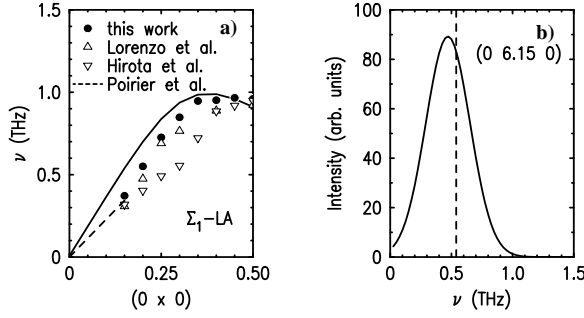 a)
this work
Lorenzo et al.
Hirota et al.
Poirier et al.
1.5
1.0
0.5
0
ν (THz)
Σ1−LA
0 0.25 0.50
(0 x 0)
b)
(0 6.15 0)
100
80
60
40
20
0
Intensity (arb. units)
0 0.5 1.0 1.5
ν (THz)